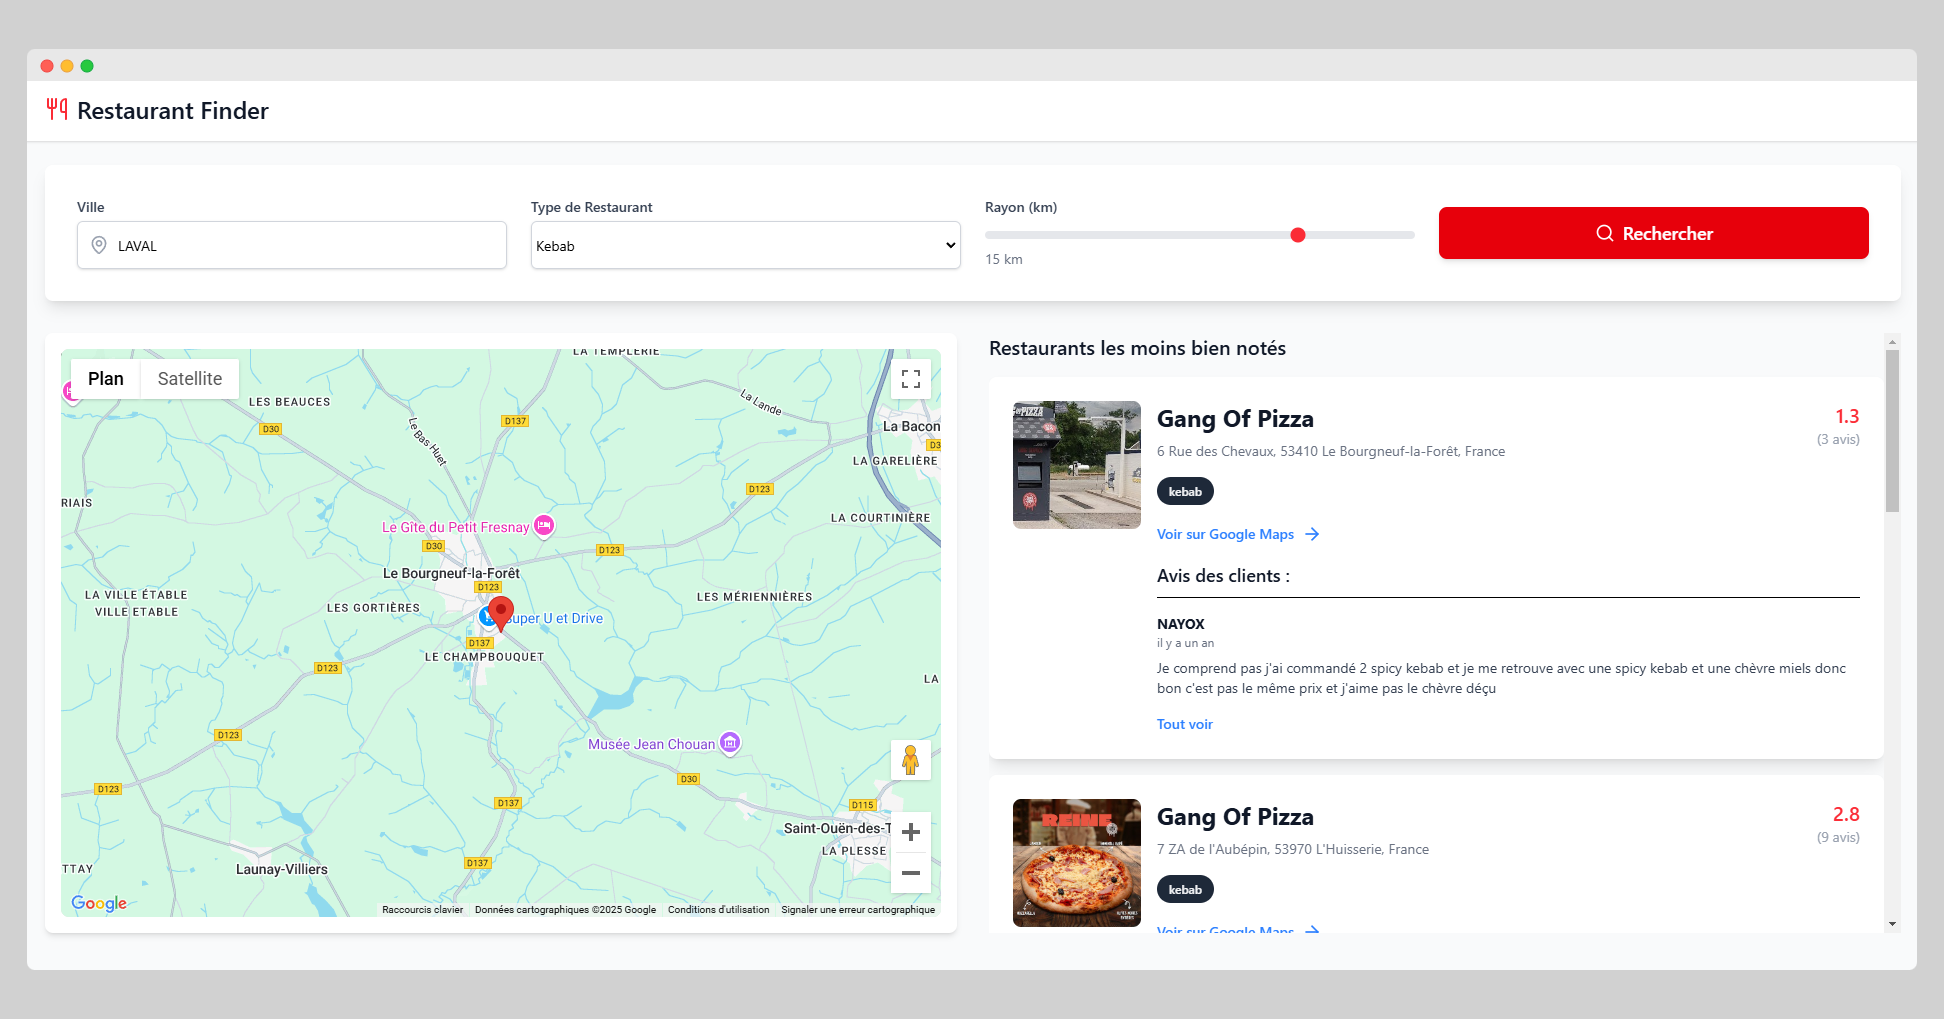 Restaurant Finder
Ville
Type de Restaurant
Rayon (km)
LAVAL
Kebab
15 km
Rechercher
Plan
Satellite
LA TEMPLERIE
LES BEAUCES
D30
Le Bas Huet
D137
La Lande
La Bacon
D3
LA GARELIÈRE
RIAIS
D123
LA COURTINIÈRE
Le Gîte du Petit Fresnay
D30
D123
Le Bourgneuf-la-Forêt
D123
LA VILLE ÉTABLE
VILLE ETABLE
LES GORTIÈRES
LES MÉRIENNIÈRES
Super U et Drive
D137
LE CHAMPBOUQUET
D123
LA
D123
Musée Jean Chouan
D30
D123
D137
D115
Saint-Ouën-des-T
LA PLESSE
D137
TTAY
Launay-Villiers
Google
Raccourcis clavier
Données cartographiques ©2025 Google
Conditions d'utilisation
Signaler une erreur cartographique
Restaurants les moins bien notés
Gang Of Pizza
1.3
(3 avis)
6 Rue des Chevaux, 53410 Le Bourgneuf-la-Forêt, France
kebab
Voir sur Google Maps
Avis des clients :
NAYOX
il y a un an
Je comprend pas j'ai commandé 2 spicy kebab et je me retrouve avec une spicy kebab et une chèvre miels donc
bon c'est pas le même prix et j'aime pas le chèvre déçu
Tout voir
REINE
Gang Of Pizza
2.8
(9 avis)
7 ZA de l'Aubépin, 53970 L'Huisserie, France
kebab
Voir sur Google Maps